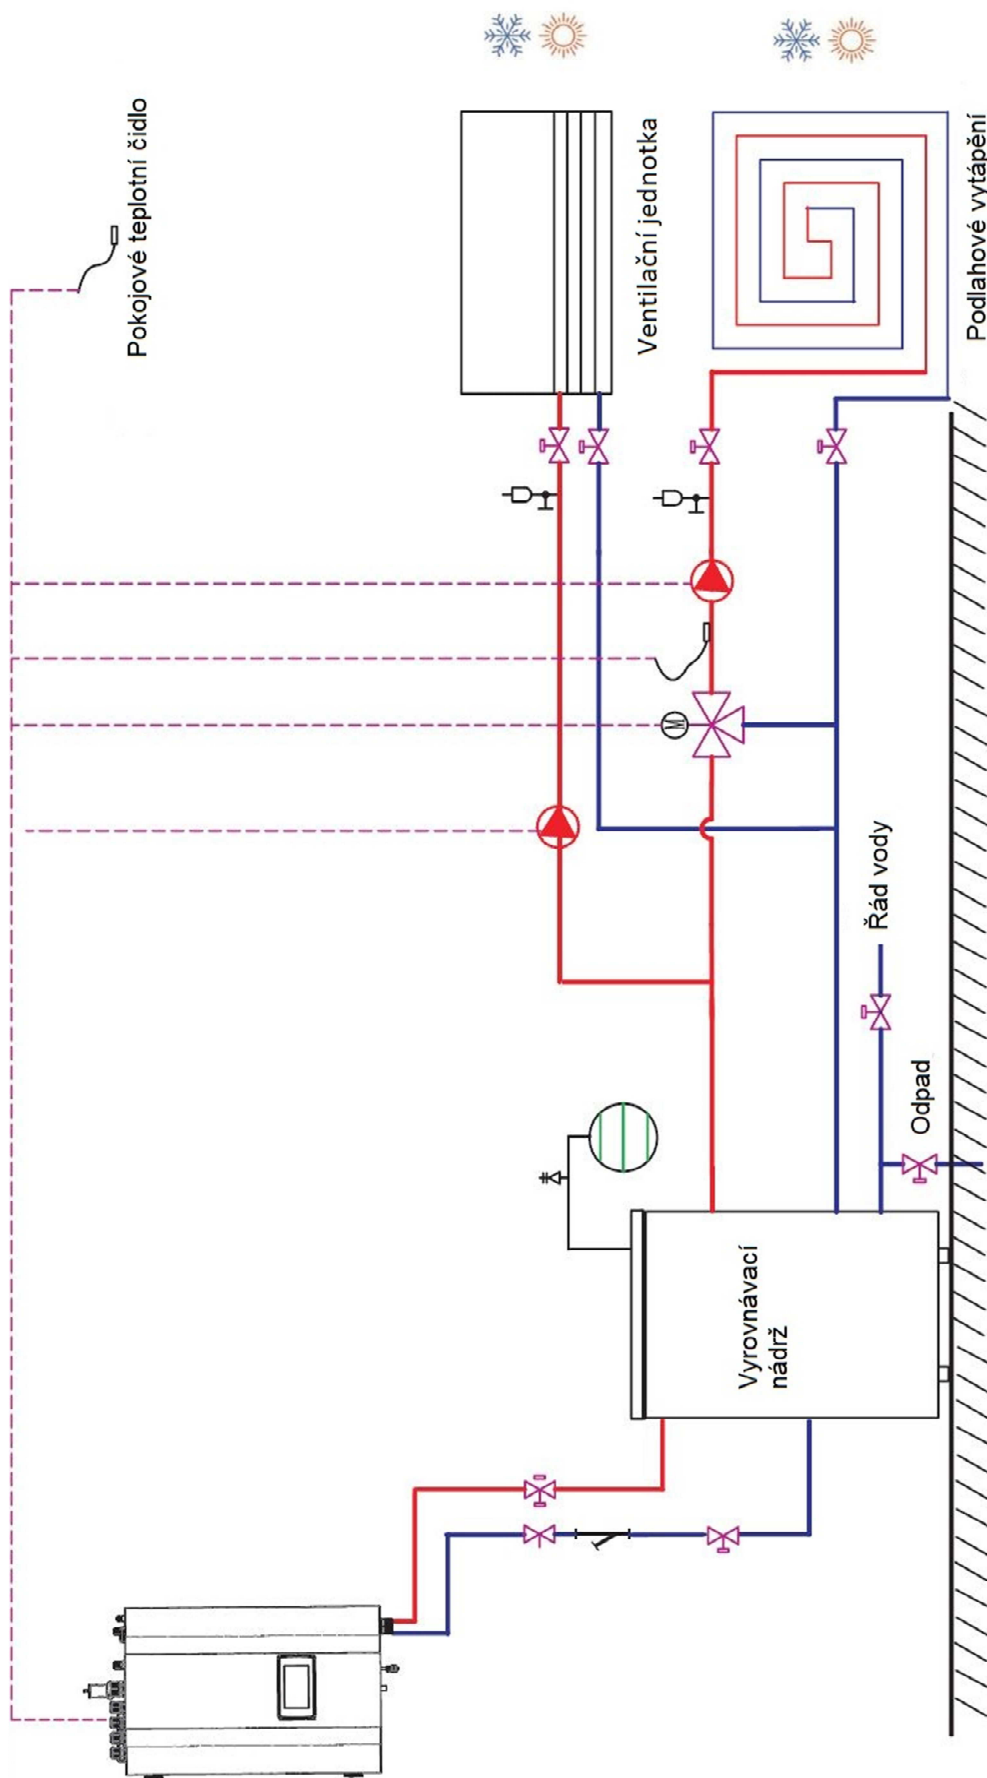 Pokojové teplotní čidlo
Ventilační jednotka
Podlahové vytápění
M
Řád vody
Odpad
Vyrovnávací
nádrž